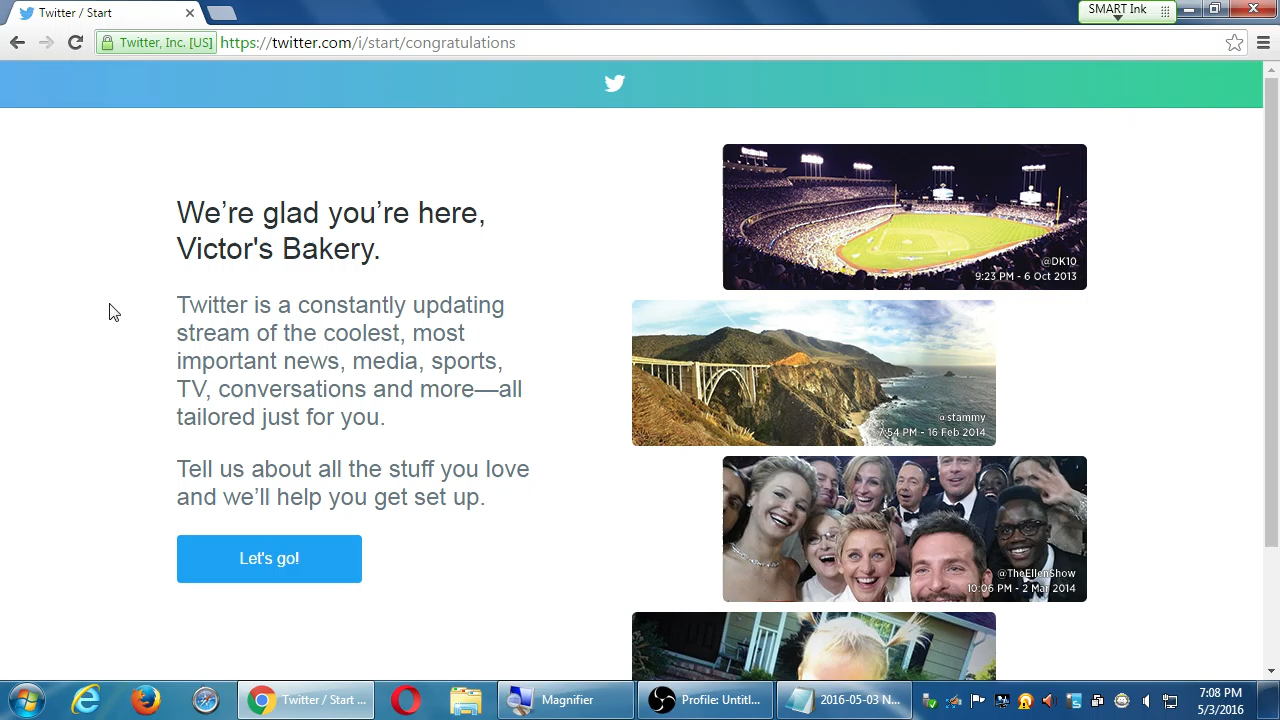 Twitter / Start
SMART Ink
Twitter, Inc. [US]
https://twitter.com/i/start/congratulations
We’re glad you’re here,
Victor's Bakery.
Twitter is a constantly updating
stream of the coolest, most
important news, media, sports,
TV, conversations and more—all
tailored just for you.
Tell us about all the stuff you love
and we’ll help you get set up.
Let's go!
@DK10
9:23 PM - 6 Oct 2013
@stammy
7:54 PM - 16 Feb 2014
@TheEllenShow
10:06 PM - 2 Mar 2014
Twitter / Start ...
Magnifier
Profile: Untitl...
2016-05-03 N...
7:08 PM
5/3/2016